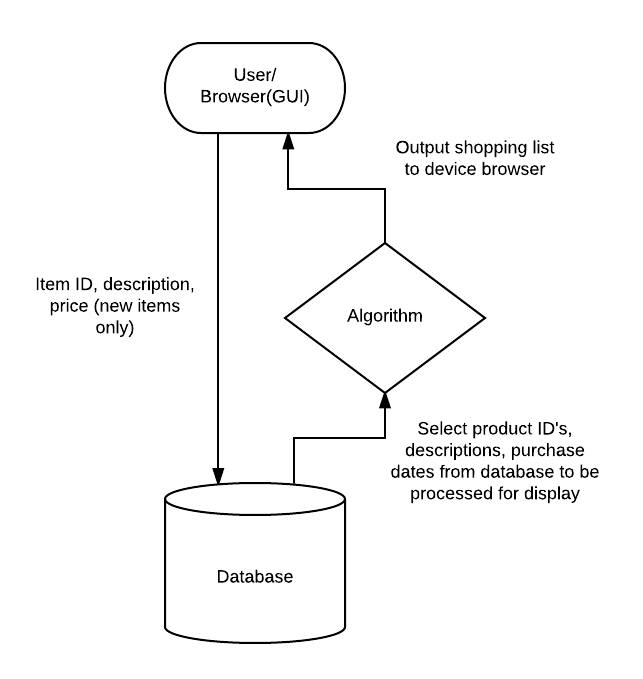 User/
Browser(GUI)
Output shopping list
to device browser
Item ID, description,
price (new items
only)
Algorithm
Select product ID's,
descriptions, purchase
dates from database to be
processed for display
Database